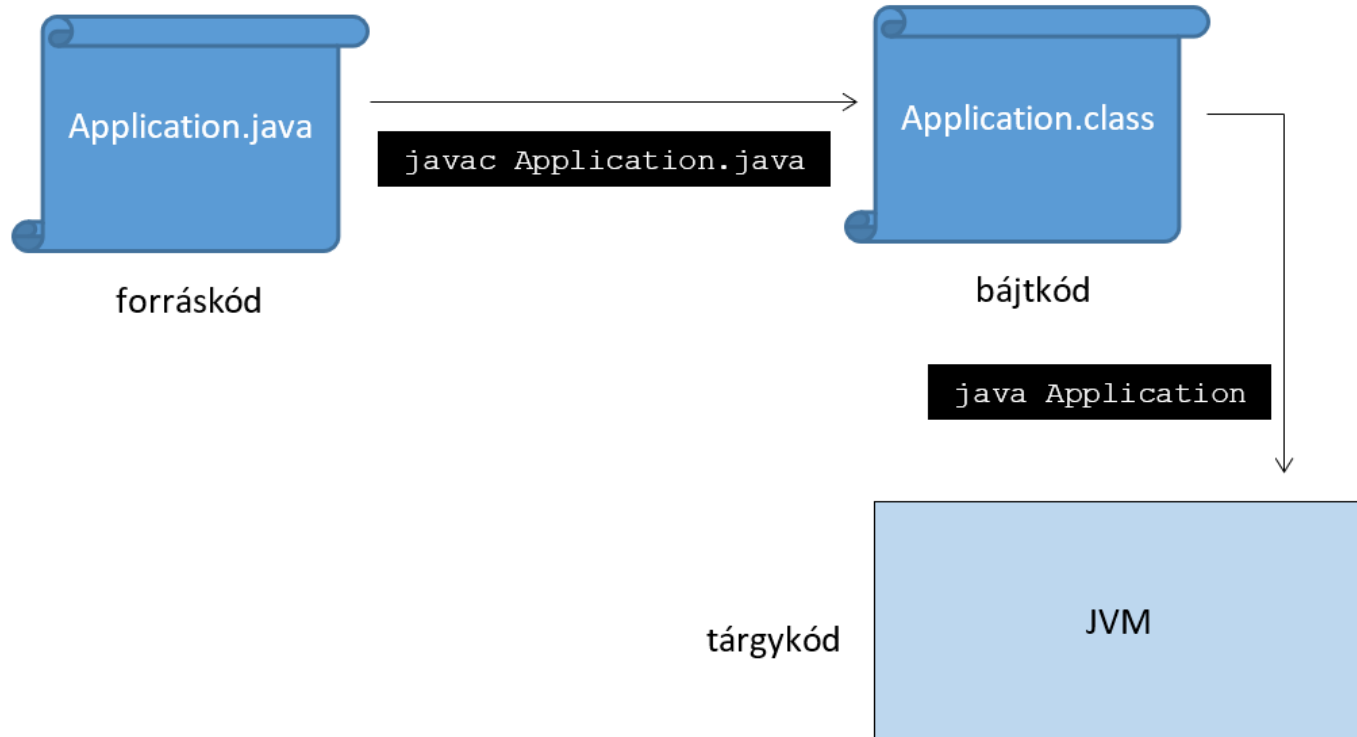 Application.java
javac Application.java
Application.class
forráskód
bájtkód
java Application
tárgykód
JVM